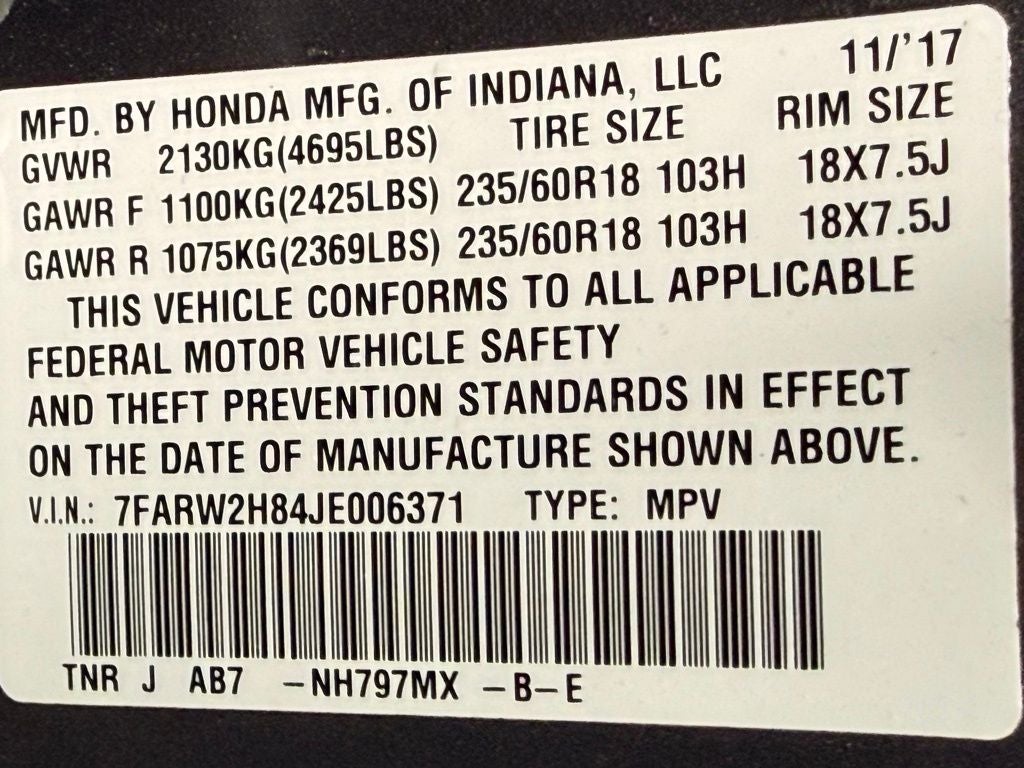 MFD. BY HONDA MFG. OF INDIANA, LLC 11/'17
GVWR 2130KG(4695LBS) TIRE SIZE RIM SIZE
GAWR F 1100KG(2425LBS) 235/60R18 103H 18X7.5J
GAWR R 1075KG(2369LBS) 235/60R18 103H 18X7.5J
THIS VEHICLE CONFORMS TO ALL APPLICABLE
FEDERAL MOTOR VEHICLE SAFETY
AND THEFT PREVENTION STANDARDS IN EFFECT
ON THE DATE OF MANUFACTURE SHOWN ABOVE.
V.I.N.: 7FARW2H84JE006371 TYPE: MPV
TNR J AB7 -NH797MX -B-E